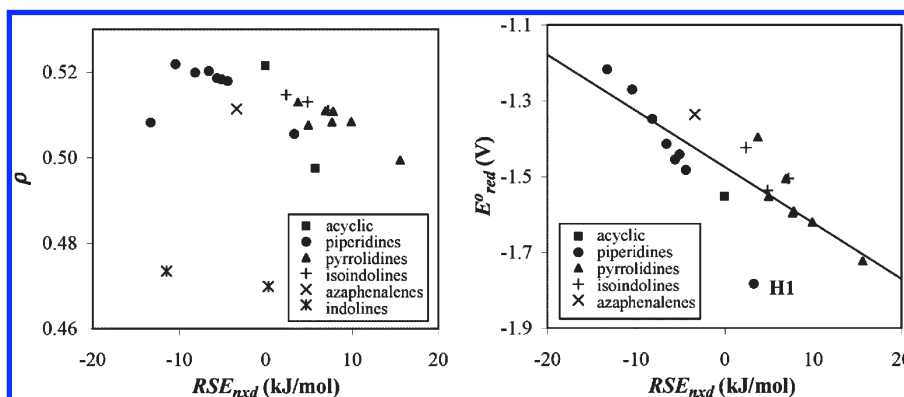 0.52
0.50
0.48
0.46
ρ
-20 -10 0 10 20
RSEnxd (kJ/mol)
acyclic
piperidines
pyrrolidines
isoindolines
azaphenalenes
indolines
-1.1
-1.3
-1.5
-1.7
-1.9
E°red (V)
-20 -10 0 10 20
RSEnxd (kJ/mol)
acyclic
piperidines
pyrrolidines
isoindolines
azaphenalenes
H1